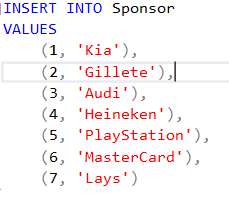 INSERT INTO Sponsor
VALUES
(1, 'Kia'),
(2, 'Gillete'),
(3, 'Audi'),
(4, 'Heineken'),
(5, 'PlayStation'),
(6, 'MasterCard'),
(7, 'Lays')